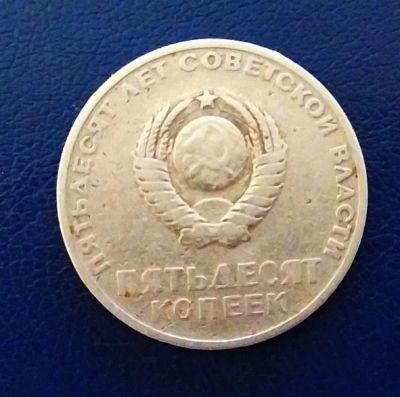 ПЯТЬДЕСЯТ ЛЕТ СОВЕТСКОЙ ВЛАСТИ
ПЯТЬДЕСЯТ
КОПЕЕК